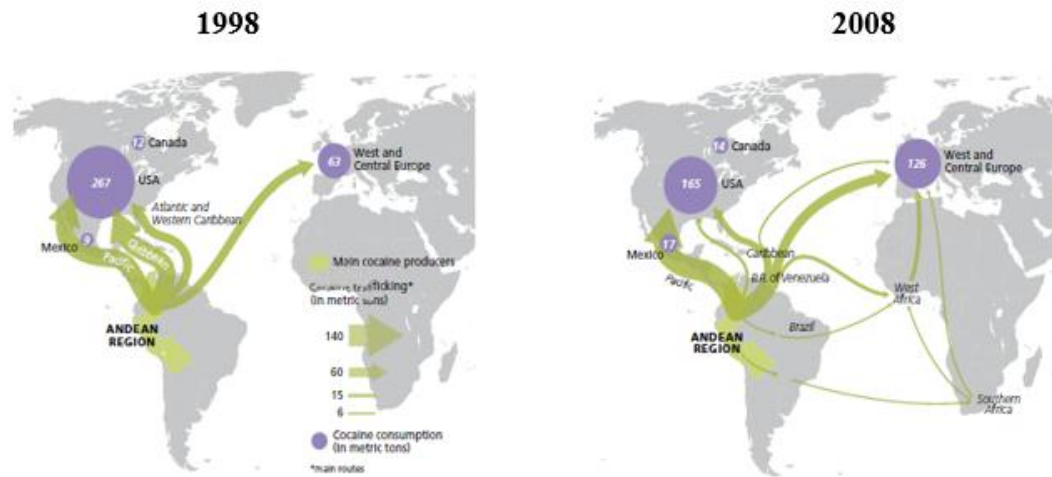 1998
12 Canada
267
USA
Atlantic and
Western Caribbean
63
West and
Central Europe
Mexico
9
Pacific
Caribbean
Main cocaine producers
Cocaine trafficking*
(in metric tons)
ANDEAN
REGION
140
60
15
6
Cocaine consumption
(in metric tons)
*main routes
2008
14 Canada
165
USA
126
West and
Central Europe
Mexico
17
Pacific
Caribbean
B.R. of Venezuela
West
Africa
Brazil
ANDEAN
REGION
Southern
Africa